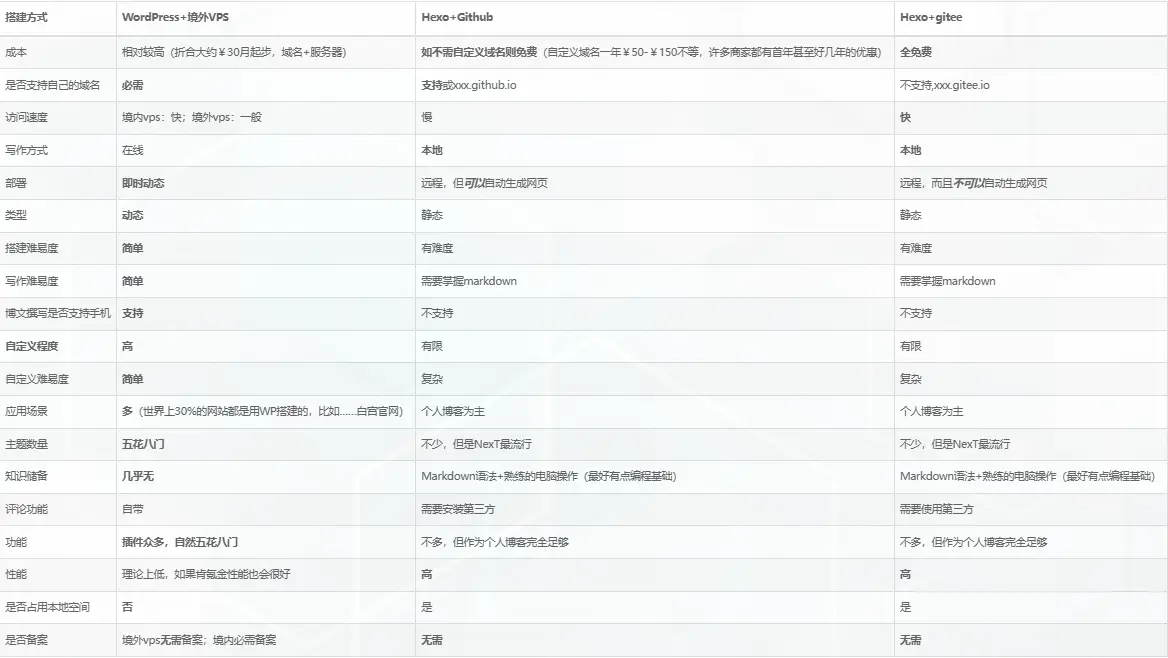 搭建方式 WordPress+境外VPS Hexo+Github Hexo+gitee
成本 相对较高（折合大约￥30月起步，域名+服务器） 如不需自定义域名则免费（自定义域名一年￥50-￥150不等，许多商家都有首年甚至好几年的优惠） 全免费
是否支持自己的域名 必需 支持或xxx.github.io 不支持,xxx.gitee.io
访问速度 境内vps：快；境外vps：一般 慢 快
写作方式 在线 本地 本地
部署 即时动态 远程，但可以自动生成网页 远程，而且不可以自动生成网页
类型 动态 静态 静态
搭建难易度 简单 有难度 有难度
写作难易度 简单 需要掌握markdown 需要掌握markdown
博文撰写是否支持手机 支持 不支持 不支持
自定义程度 高 有限 有限
自定义难易度 简单 复杂 复杂
应用场景 多（世界上30%的网站都是用WP搭建的，比如......白宫官网） 个人博客为主 个人博客为主
主题数量 五花八门 不少，但是NexT最流行 不少，但是NexT最流行
知识储备 几乎无 Markdown语法+熟练的电脑操作（最好有点编程基础） Markdown语法+熟练的电脑操作（最好有点编程基础）
评论功能 自带 需要安装第三方 需要使用第三方
功能 插件众多，自然五花八门 不多，但作为个人博客完全足够 不多，但作为个人博客完全足够
性能 理论上低，如果肯氪金性能也会很好 高 高
是否占用本地空间 否 是 是
是否备案 境外vps无需备案；境内必需备案 无需 无需